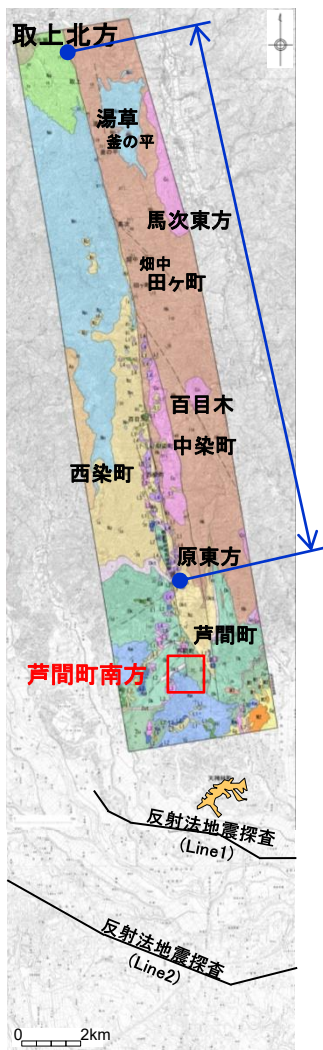 取上北方
湯草
釜の平
馬次東方
畑中
田ヶ町
百目木
中染町
西染町
原東方
芦間町
芦間町南方
反射法地震探査
(Line1)
反射法地震探査
(Line2)
0 2km